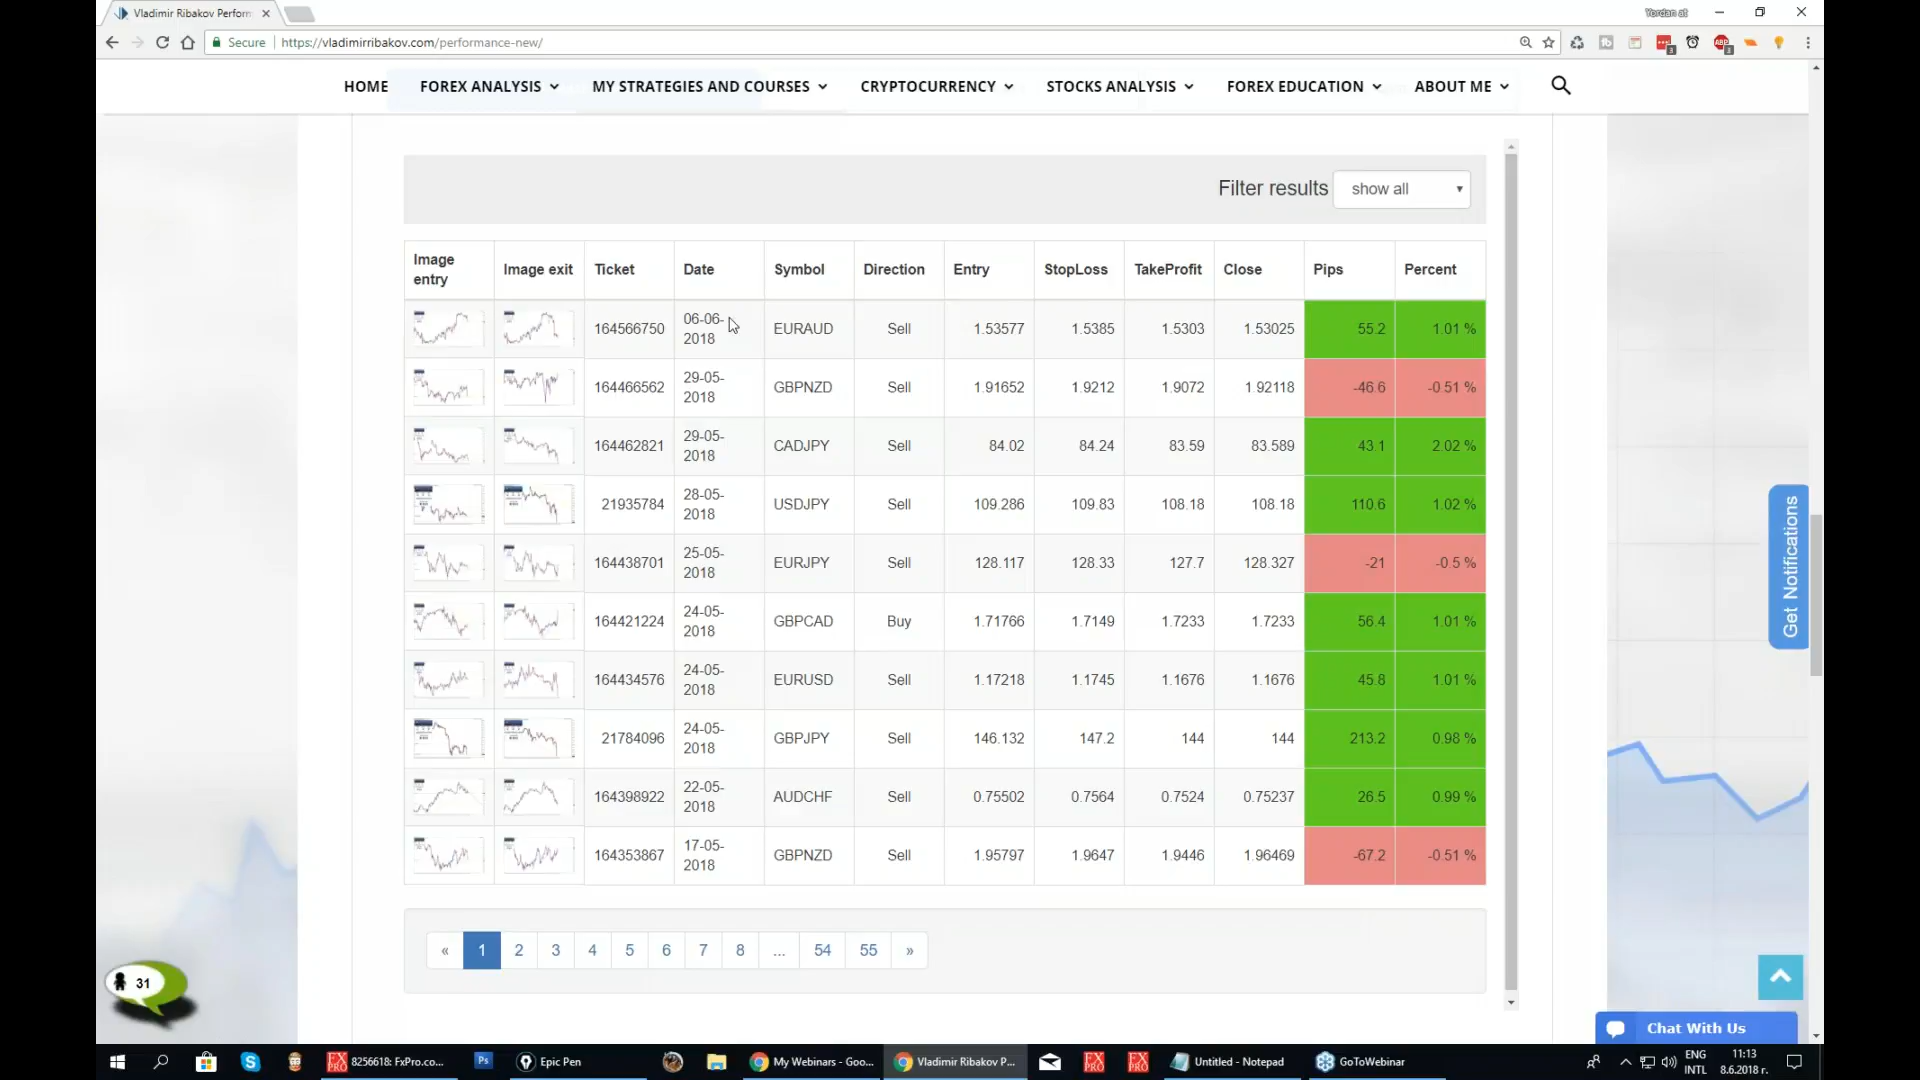 Vladimir Ribakov Perform
Yordan at
Secure
https://vladimirribakov.com/performance-new/
HOME FOREX ANALYSIS MY STRATEGIES AND COURSES CRYPTOCURRENCY STOCKS ANALYSIS FOREX EDUCATION ABOUT ME
Filter results show all
Image entry Image exit Ticket Date Symbol Direction Entry StopLoss TakeProfit Close Pips Percent
164566750 06-06-2018 EURAUD Sell 1.53577 1.5385 1.5303 1.53025 55.2 1.01 %
164466562 29-05-2018 GBPNZD Sell 1.91652 1.9212 1.9072 1.92118 -46.6 -0.51 %
164462821 29-05-2018 CADJPY Sell 84.02 84.24 83.59 83.589 43.1 2.02 %
21935784 28-05-2018 USDJPY Sell 109.286 109.83 108.18 108.18 110.6 1.02 %
164438701 25-05-2018 EURJPY Sell 128.117 128.33 127.7 128.327 -21 -0.5 %
164421224 24-05-2018 GBPCAD Buy 1.71766 1.7149 1.7233 1.7233 56.4 1.01 %
164434576 24-05-2018 EURUSD Sell 1.17218 1.1745 1.1676 1.1676 45.8 1.01 %
21784096 24-05-2018 GBPJPY Sell 146.132 147.2 144 144 213.2 0.98 %
164398922 22-05-2018 AUDCHF Sell 0.75502 0.7564 0.7524 0.75237 26.5 0.99 %
164353867 17-05-2018 GBPNZD Sell 1.95797 1.9647 1.9446 1.96469 -67.2 -0.51 %
« 1 2 3 4 5 6 7 8 ... 54 55 »
Get Notifications
31
Chat With Us
8256618: FxPro.co...
Ps
Epic Pen
My Webinars - Goo...
Vladimir Ribakov P...
Untitled - Notepad
GoToWebinar
ENG
INTL
11:13
8.6.2018 г.